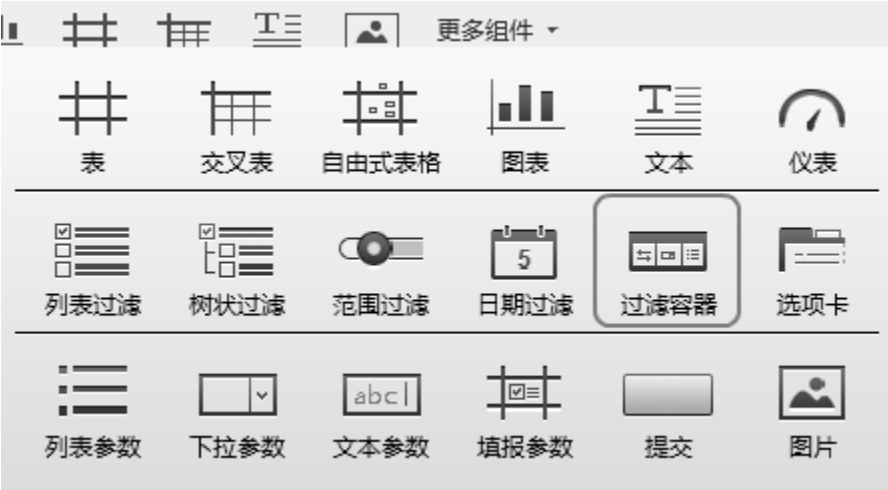 更多组件
表 交叉表 自由式表格 图表 文本 仪表
5
列表过滤 树状过滤 范围过滤 日期过滤 过滤容器 选项卡
abc
列表参数 下拉参数 文本参数 填报参数 提交 图片